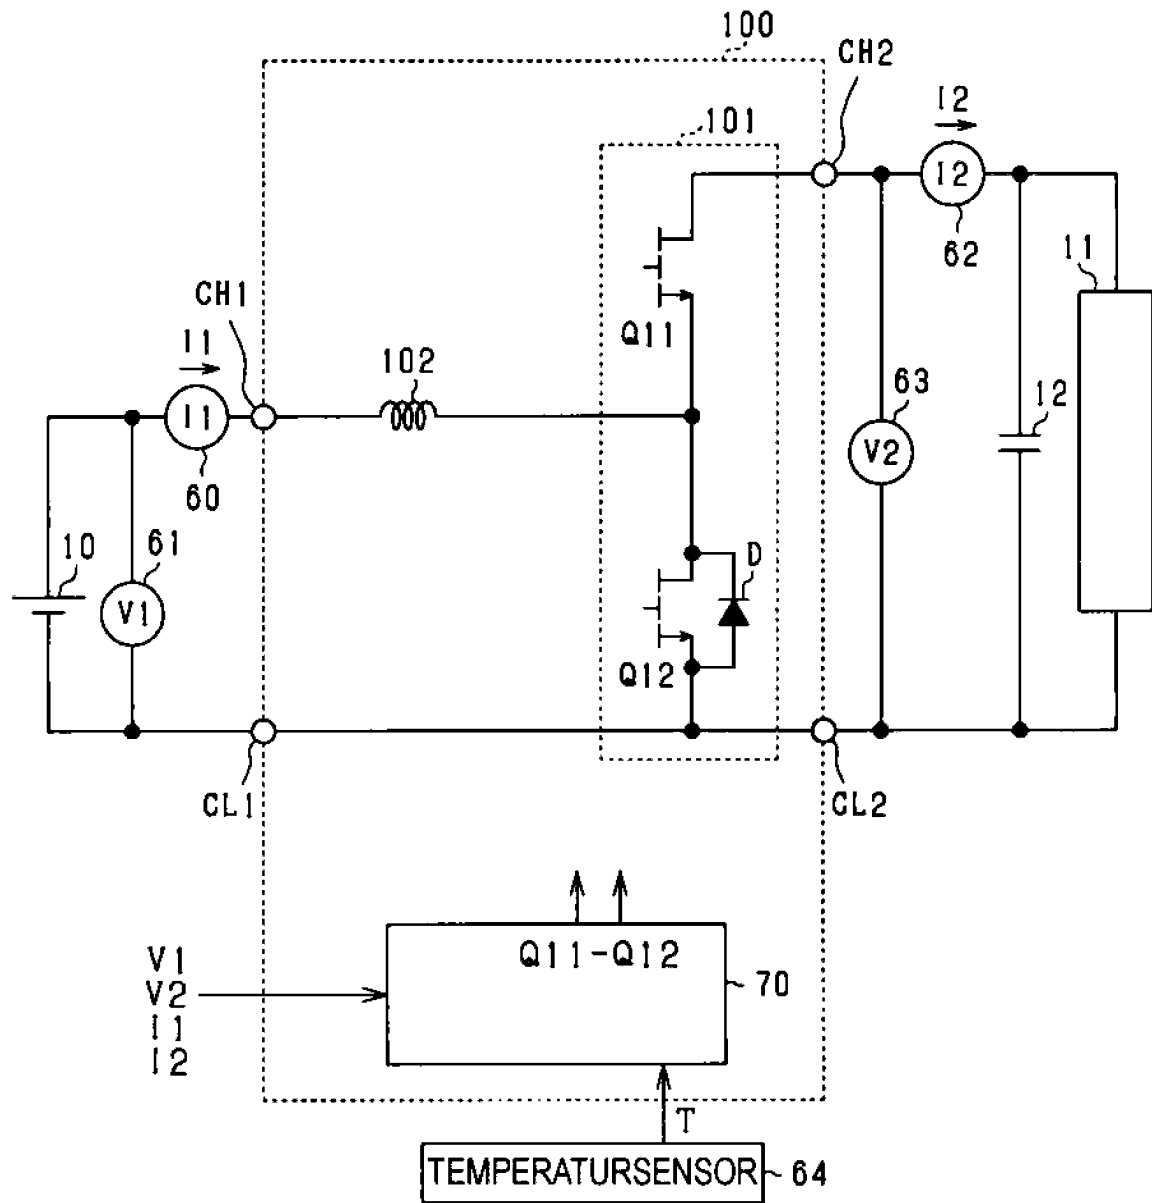 100
CH2
I2
101
I2
62
11
CH1
Q11
I1
102
63
12
I1
V2
60
10
61
D
V1
Q12
CL1
CL2
Q11-Q12
V1
V2
I1
I2
70
T
TEMPERATURSENSOR
64